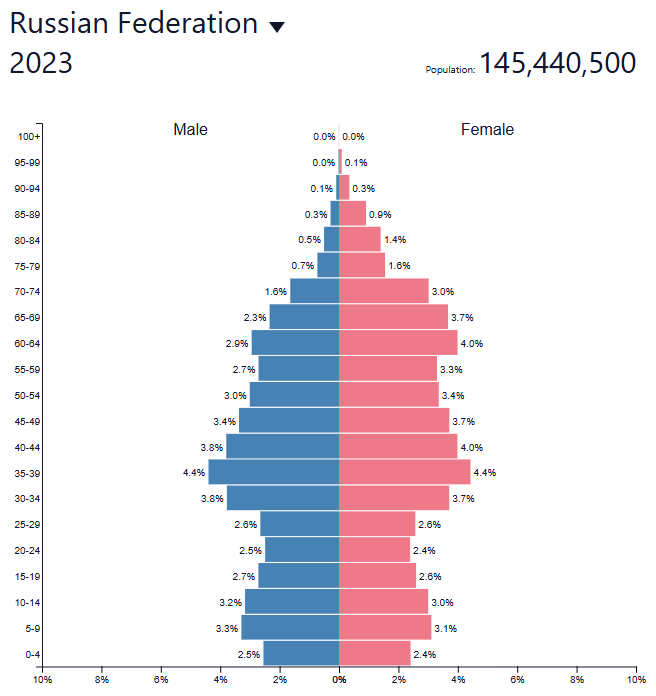 Russian Federation
2023
Population: 145,440,500
Male Female
100+ 0.0% 0.0%
95-99 0.0% 0.1%
90-94 0.1% 0.3%
85-89 0.3% 0.9%
80-84 0.5% 1.4%
75-79 0.7% 1.6%
70-74 1.6% 3.0%
65-69 2.3% 3.7%
60-64 2.9% 4.0%
55-59 2.7% 3.3%
50-54 3.0% 3.4%
45-49 3.4% 3.7%
40-44 3.8% 4.0%
35-39 4.4% 4.4%
30-34 3.8% 3.7%
25-29 2.6% 2.6%
20-24 2.5% 2.4%
15-19 2.7% 2.6%
10-14 3.2% 3.0%
5-9 3.3% 3.1%
0-4 2.5% 2.4%
10% 8% 6% 4% 2% 0% 2% 4% 6% 8% 10%